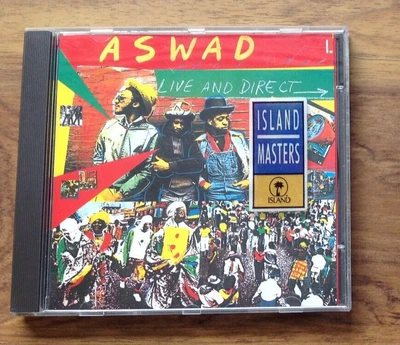 ASWAD
LIVE AND DIRECT
ISLAND
MASTERS
ISLAND